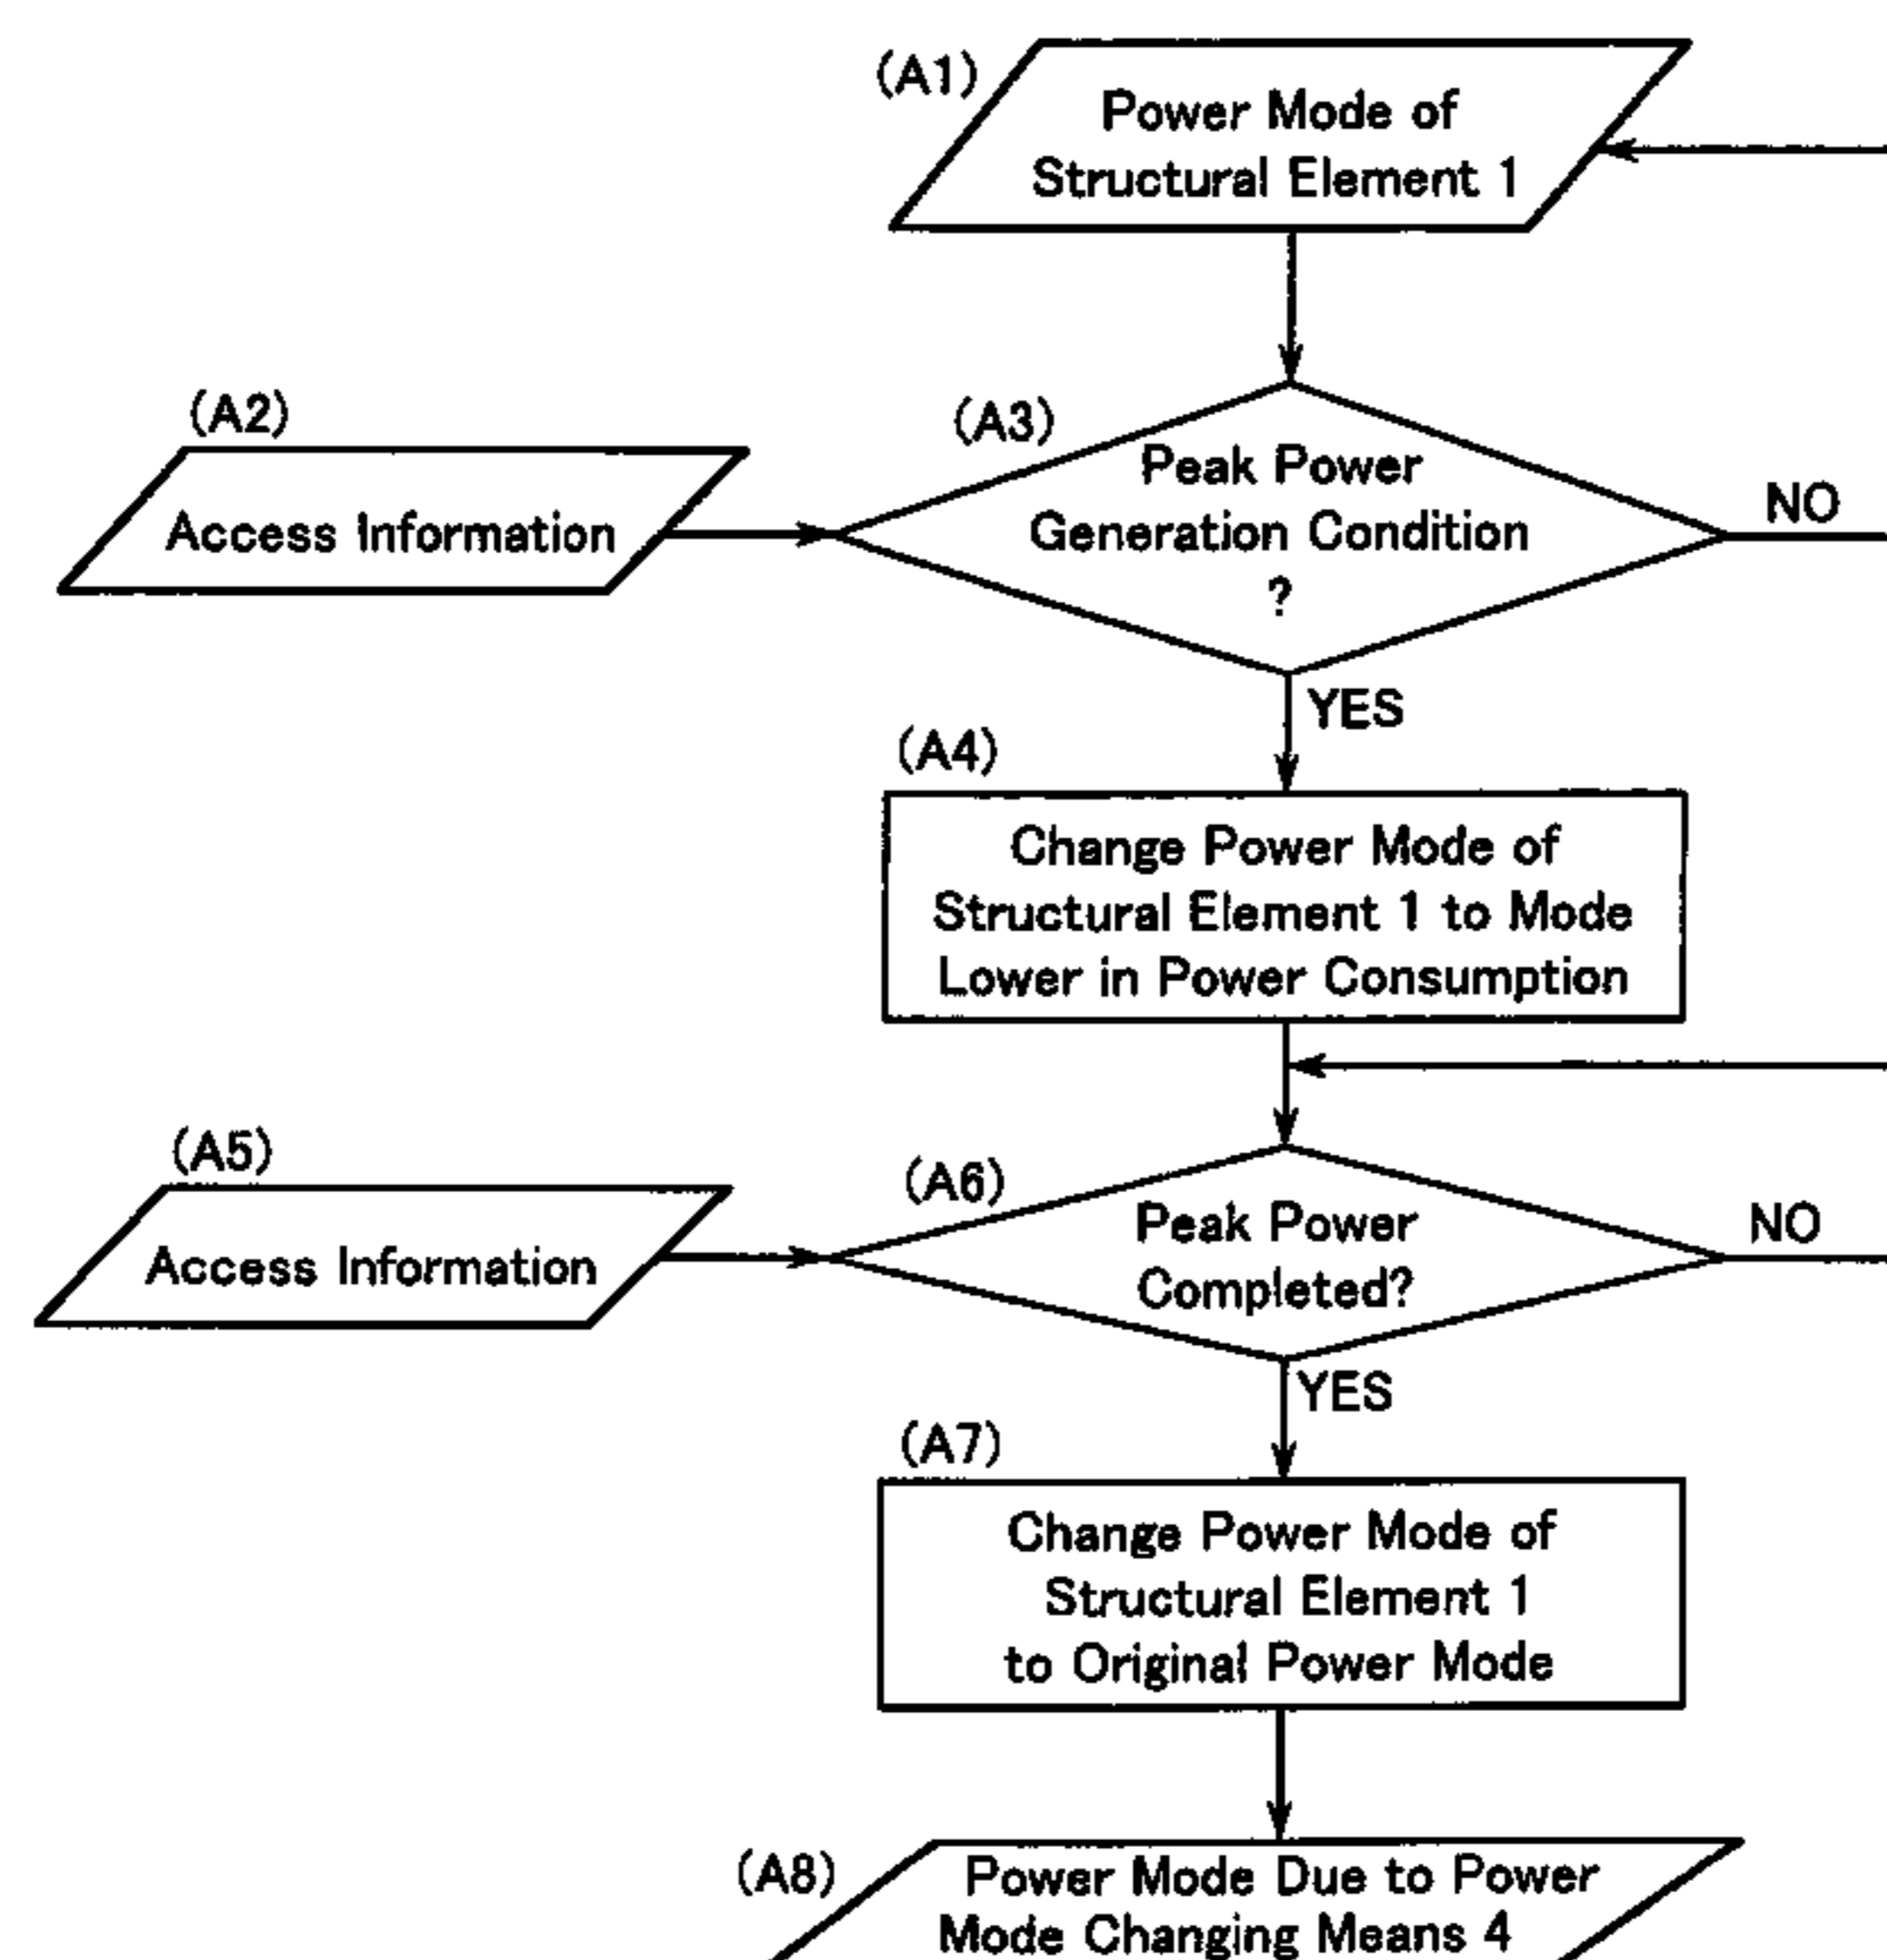 (A1)
Power Mode of
Structural Element 1
(A2)
Access Information
(A3)
Peak Power
Generation Condition
?
NO
YES
(A4)
Change Power Mode of
Structural Element 1 to Mode
Lower in Power Consumption
(A5)
Access Information
(A6)
Peak Power
Completed?
NO
YES
(A7)
Change Power Mode of
Structural Element 1
to Original Power Mode
(A8)
Power Mode Due to Power
Mode Changing Means 4